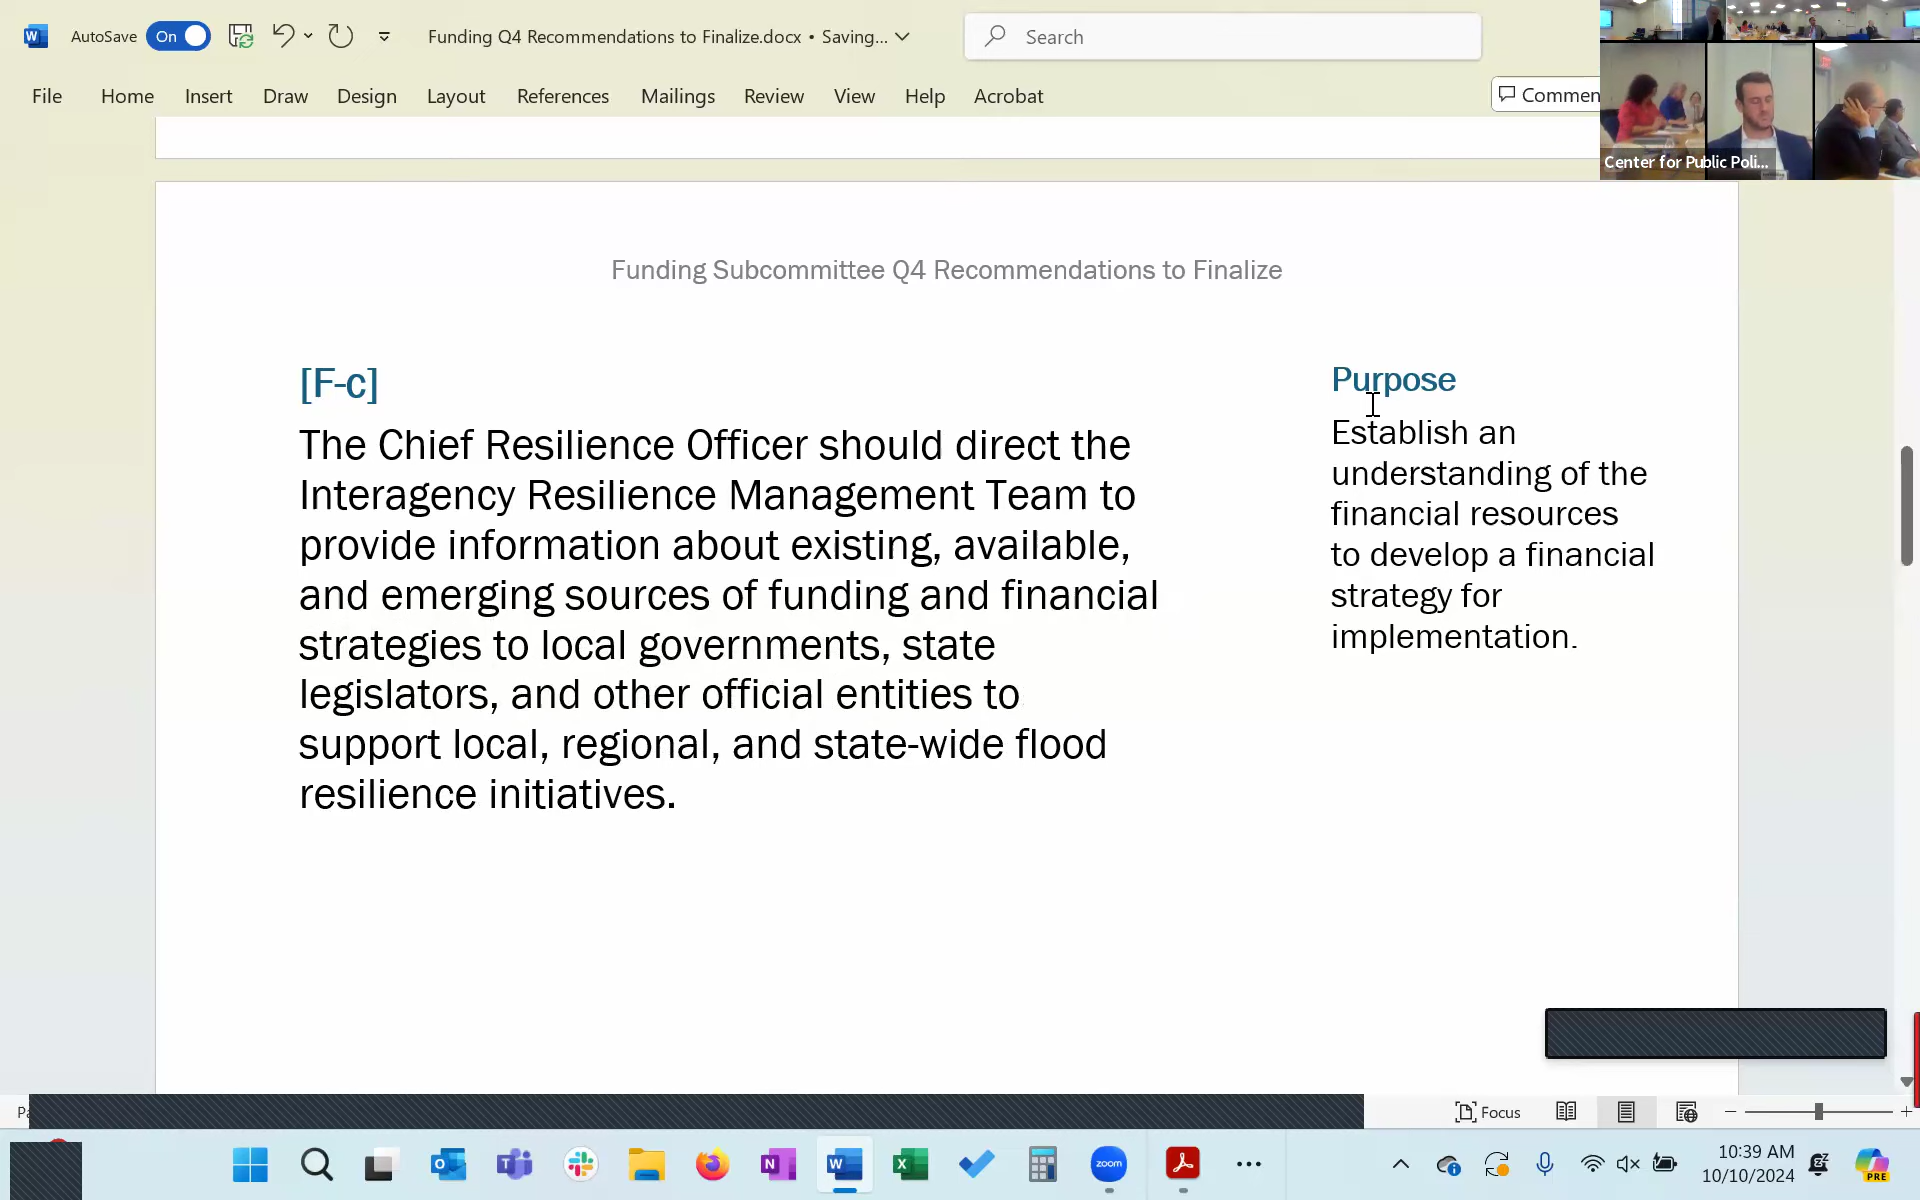 AutoSave
On
Funding Q4 Recommendations to Finalize.docx • Saving...
Search
File
Home
Insert
Draw
Design
Layout
References
Mailings
Review
View
Help
Acrobat
Commen
Center for Public Poli...
Funding Subcommittee Q4 Recommendations to Finalize
[F-c]
The Chief Resilience Officer should direct the
Interagency Resilience Management Team to
provide information about existing, available,
and emerging sources of funding and financial
strategies to local governments, state
legislators, and other official entities to
support local, regional, and state-wide flood
resilience initiatives.
Purpose
Establish an
understanding of the
financial resources
to develop a financial
strategy for
implementation.
Focus
zoom
10:39 AM
10/10/2024
PRE